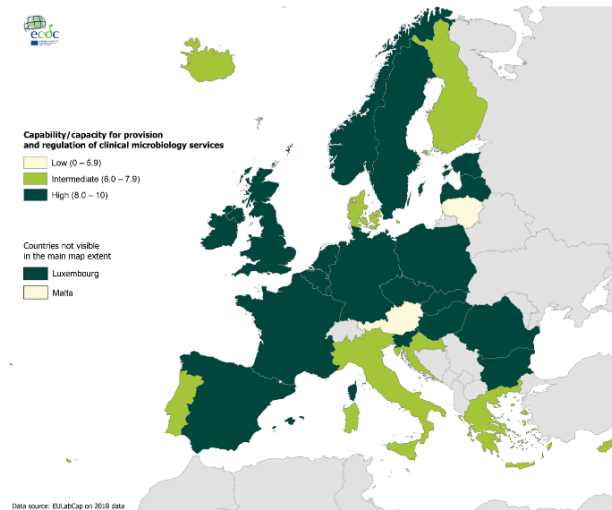 ecdc
Capability/capacity for provision
and regulation of clinical microbiology services
Low (0 – 5.9)
Intermediate (6.0 – 7.9)
High (8.0 – 10)
Countries not visible
in the main map extent
Luxembourg
Malta
Data source: EULabCap on 2018 data